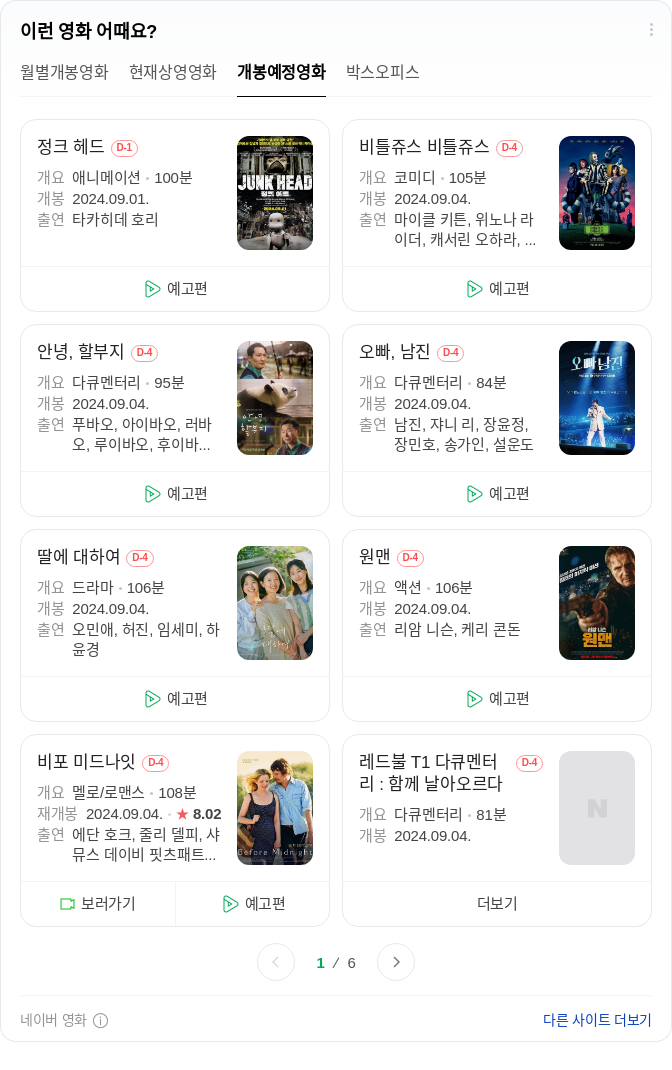 이런 영화 어때요?
월별개봉영화 현재상영영화 개봉예정영화 박스오피스
정크 헤드 D-1
개요 애니메이션 100분
개봉 2024.09.01.
출연 타카히데 호리
JUNK HEAD
예고편
비틀쥬스 비틀쥬스 D-4
개요 코미디 105분
개봉 2024.09.04.
출연 마이클 키튼, 위노나 라
이더, 캐서린 오하라, ...
예고편
안녕, 할부지 D-4
개요 다큐멘터리 95분
개봉 2024.09.04.
출연 푸바오, 아이바오, 러바
오, 루이바오, 후이바...
안녕
할부지
예고편
오빠, 남진 D-4
개요 다큐멘터리 84분
개봉 2024.09.04.
출연 남진, 쟈니 리, 장윤정,
장민호, 송가인, 설운도
오빠남진
예고편
딸에 대하여 D-4
개요 드라마 106분
개봉 2024.09.04.
출연 오민애, 허진, 임세미, 하
윤경
예고편
원맨 D-4
개요 액션 106분
개봉 2024.09.04.
출연 리암 니슨, 케리 콘돈
원맨
예고편
비포 미드나잇 D-4
개요 멜로/로맨스 108분
재개봉 2024.09.04. ★ 8.02
출연 에단 호크, 줄리 델피, 샤
뮤스 데이비 핏츠패트...
Before Midnight
보러가기 예고편
레드불 T1 다큐멘터 D-4
리 : 함께 날아오르다
개요 다큐멘터리 81분
개봉 2024.09.04.
N
더보기
1 / 6
네이버 영화 다른 사이트 더보기